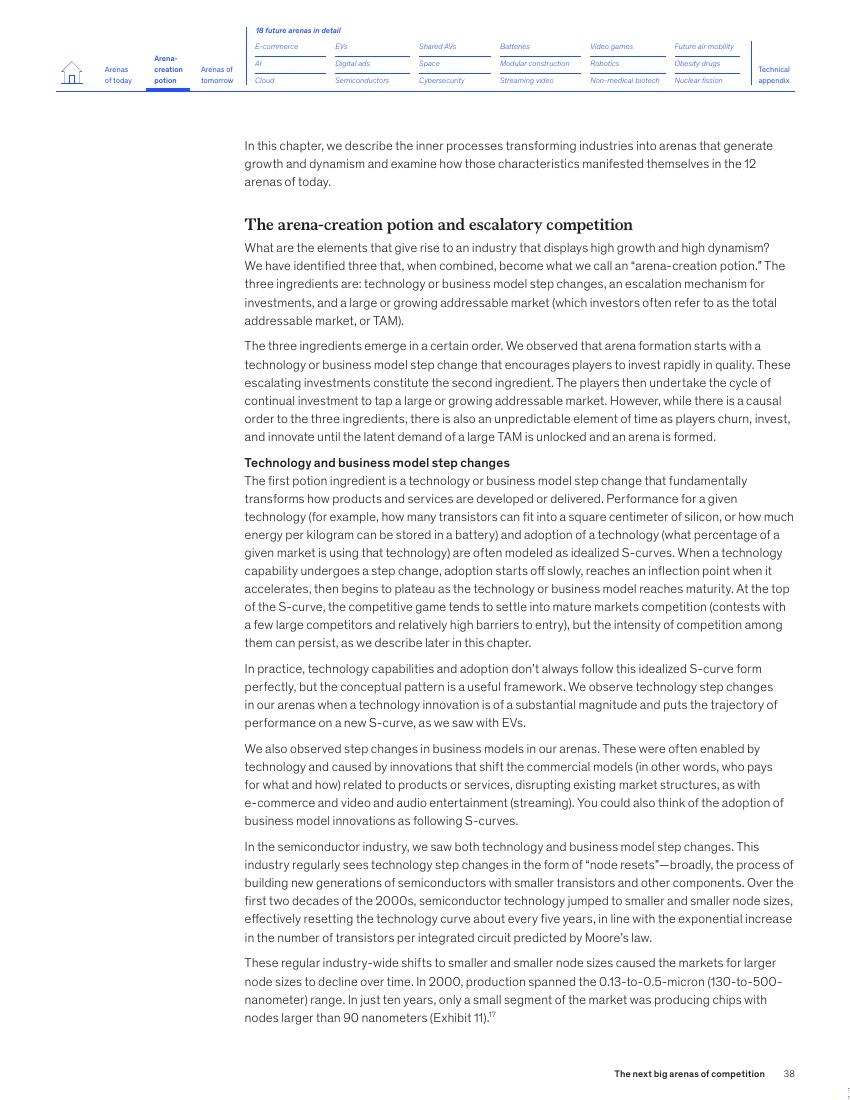 18 future arenas in detail
Arenas
of today
Arena-
creation
potion
Arenas of
tomorrow
E-commerce
EVs
Shared AVs
Batteries
Video games
Future air mobility
AI
Digital ads
Space
Modular construction
Robotics
Obesity drugs
Cloud
Semiconductors
Cybersecurity
Streaming video
Non-medical biotech
Nuclear fission
Technical
appendix
In this chapter, we describe the inner processes transforming industries into arenas that generate
growth and dynamism and examine how those characteristics manifested themselves in the 12
arenas of today.
The arena-creation potion and escalatory competition
What are the elements that give rise to an industry that displays high growth and high dynamism?
We have identified three that, when combined, become what we call an “arena-creation potion.” The
three ingredients are: technology or business model step changes, an escalation mechanism for
investments, and a large or growing addressable market (which investors often refer to as the total
addressable market, or TAM).
The three ingredients emerge in a certain order. We observed that arena formation starts with a
technology or business model step change that encourages players to invest rapidly in quality. These
escalating investments constitute the second ingredient. The players then undertake the cycle of
continual investment to tap a large or growing addressable market. However, while there is a causal
order to the three ingredients, there is also an unpredictable element of time as players churn, invest,
and innovate until the latent demand of a large TAM is unlocked and an arena is formed.
Technology and business model step changes
The first potion ingredient is a technology or business model step change that fundamentally
transforms how products and services are developed or delivered. Performance for a given
technology (for example, how many transistors can fit into a square centimeter of silicon, or how much
energy per kilogram can be stored in a battery) and adoption of a technology (what percentage of a
given market is using that technology) are often modeled as idealized S-curves. When a technology
capability undergoes a step change, adoption starts off slowly, reaches an inflection point when it
accelerates, then begins to plateau as the technology or business model reaches maturity. At the top
of the S-curve, the competitive game tends to settle into mature markets competition (contests with
a few large competitors and relatively high barriers to entry), but the intensity of competition among
them can persist, as we describe later in this chapter.
In practice, technology capabilities and adoption don’t always follow this idealized S-curve form
perfectly, but the conceptual pattern is a useful framework. We observe technology step changes
in our arenas when a technology innovation is of a substantial magnitude and puts the trajectory of
performance on a new S-curve, as we saw with EVs.
We also observed step changes in business models in our arenas. These were often enabled by
technology and caused by innovations that shift the commercial models (in other words, who pays
for what and how) related to products or services, disrupting existing market structures, as with
e-commerce and video and audio entertainment (streaming). You could also think of the adoption of
business model innovations as following S-curves.
In the semiconductor industry, we saw both technology and business model step changes. This
industry regularly sees technology step changes in the form of “node resets”—broadly, the process of
building new generations of semiconductors with smaller transistors and other components. Over the
first two decades of the 2000s, semiconductor technology jumped to smaller and smaller node sizes,
effectively resetting the technology curve about every five years, in line with the exponential increase
in the number of transistors per integrated circuit predicted by Moore’s law.
These regular industry-wide shifts to smaller and smaller node sizes caused the markets for larger
node sizes to decline over time. In 2000, production spanned the 0.13-to-0.5-micron (130-to-500-
nanometer) range. In just ten years, only a small segment of the market was producing chips with
nodes larger than 90 nanometers (Exhibit 11).17
The next big arenas of competition 38